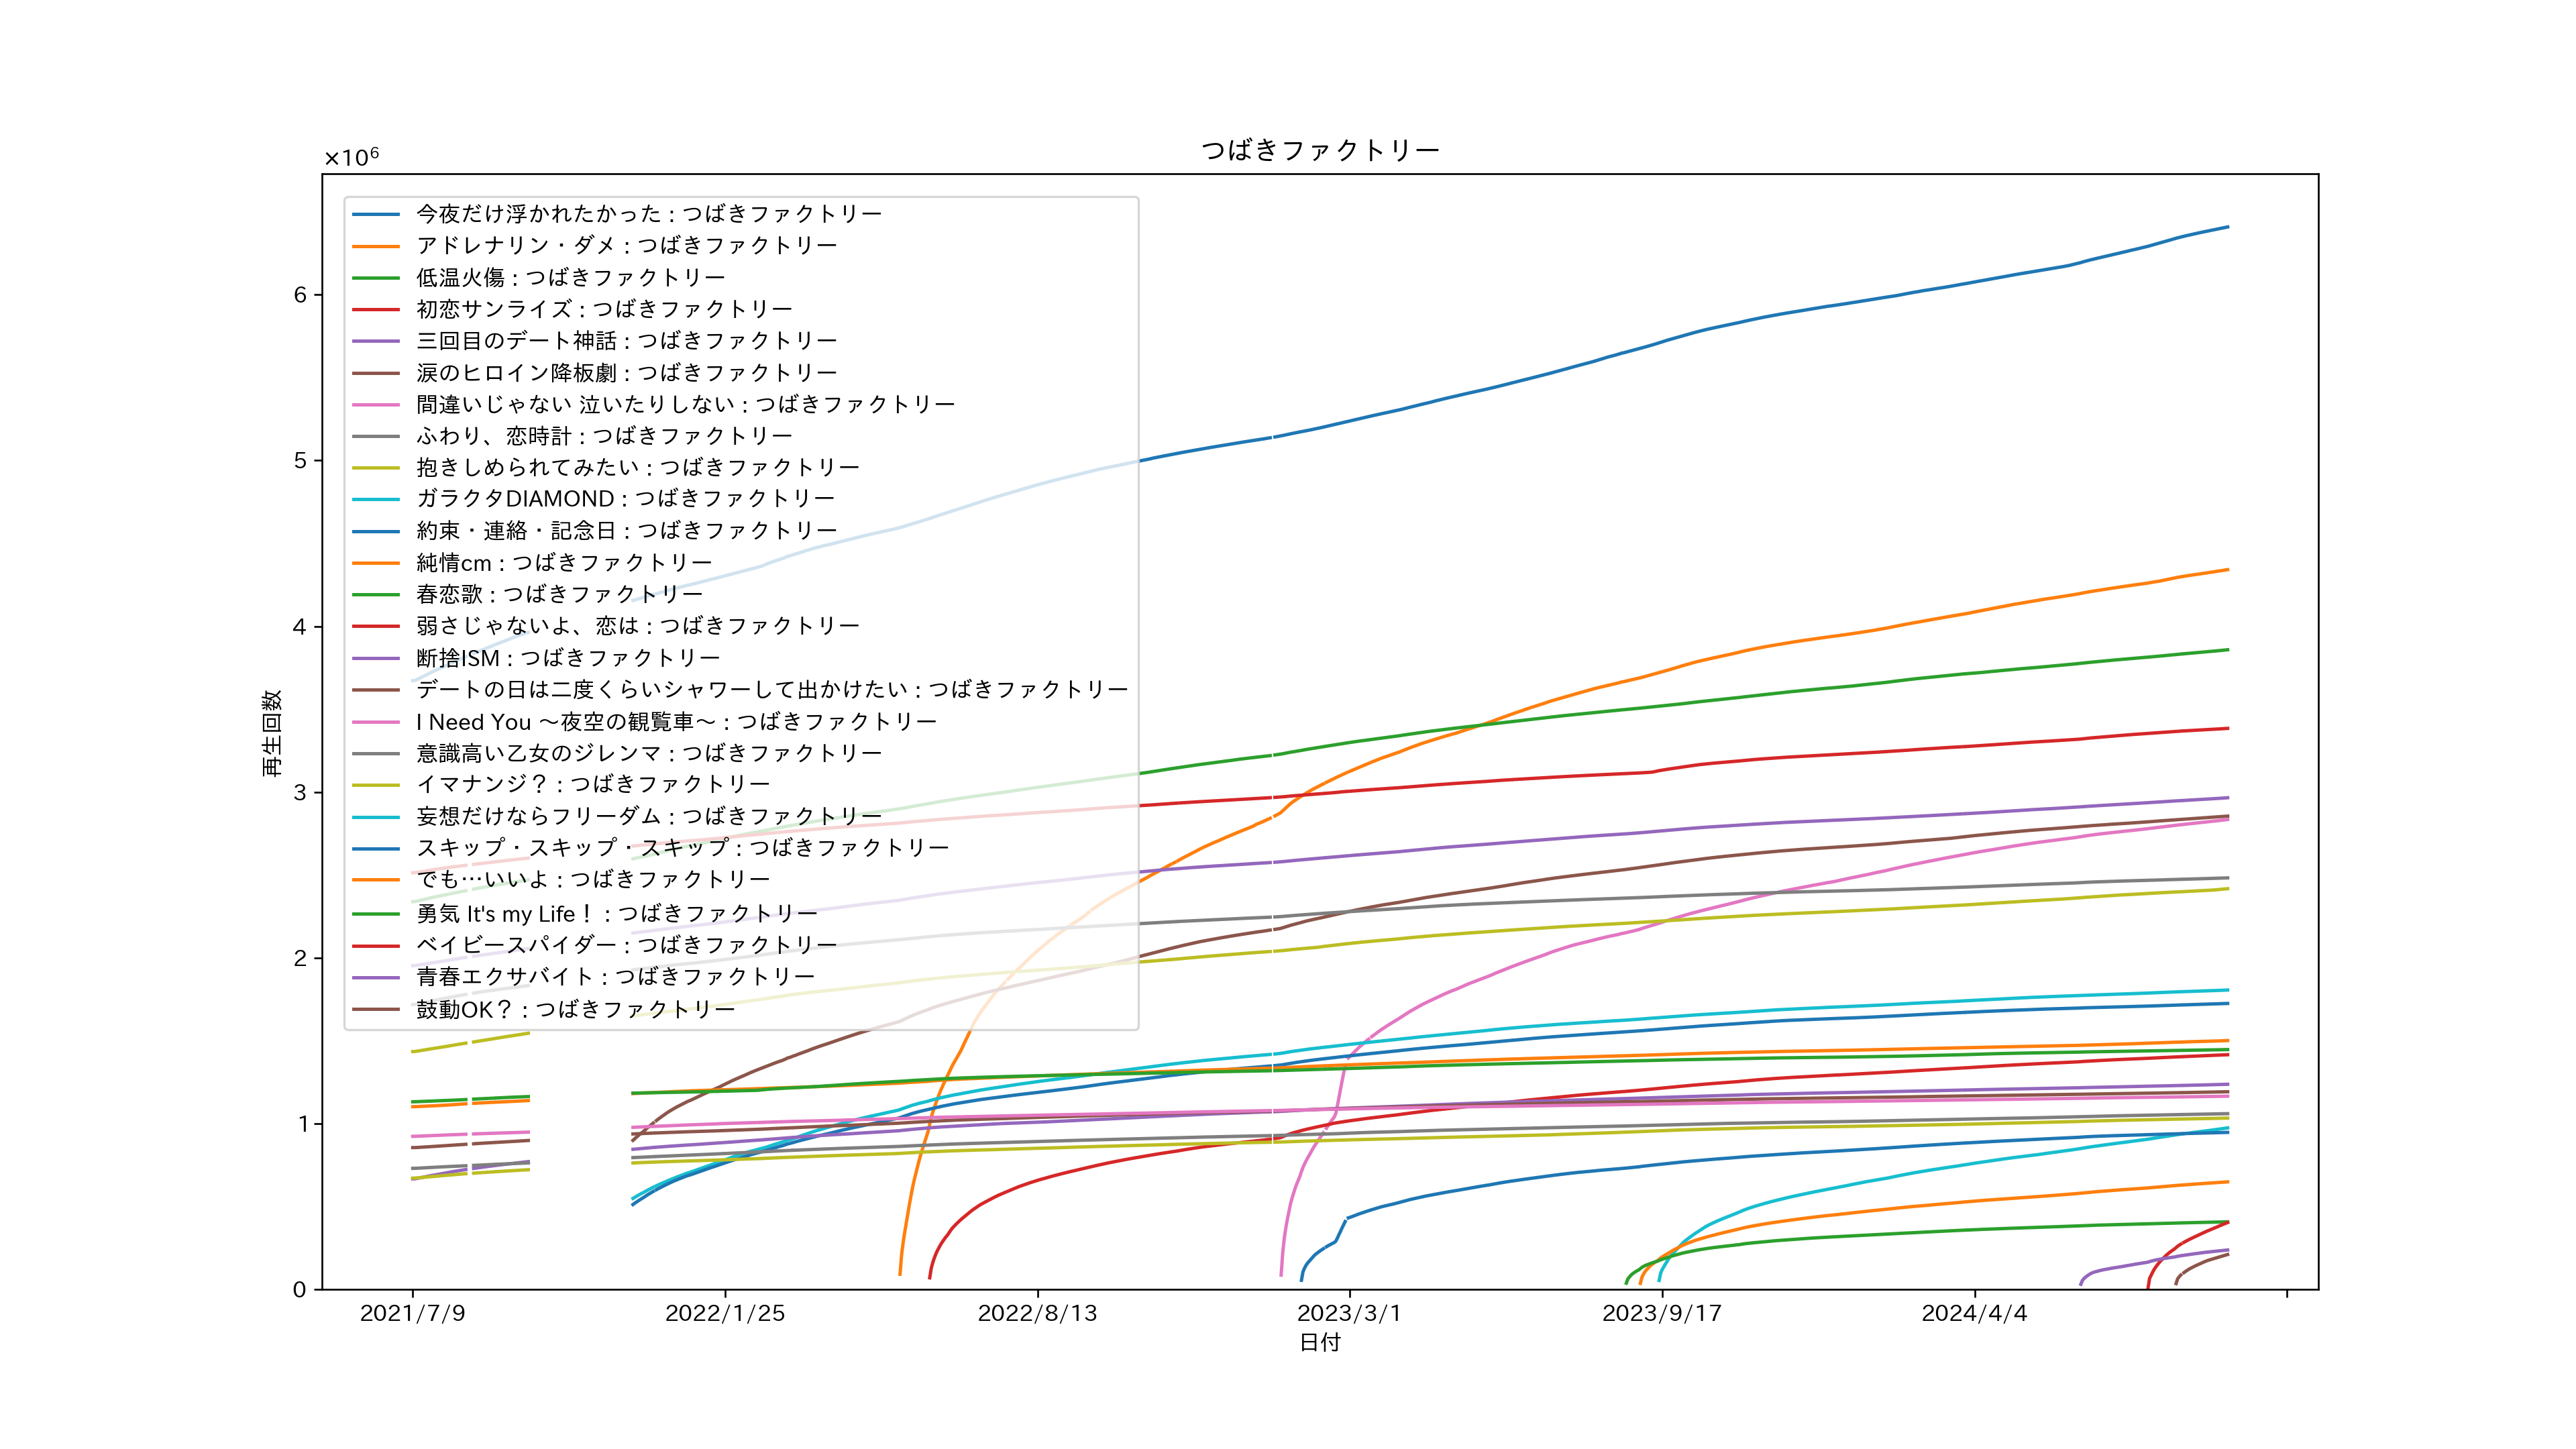 つばきファクトリー
×10⁶
今夜だけ浮かれたかった : つばきファクトリー
アドレナリン・ダメ : つばきファクトリー
低温火傷 : つばきファクトリー
初恋サンライズ : つばきファクトリー
三回目のデート神話 : つばきファクトリー
涙のヒロイン降板劇 : つばきファクトリー
間違いじゃない 泣いたりしない : つばきファクトリー
ふわり、恋時計 : つばきファクトリー
抱きしめられてみたい : つばきファクトリー
ガラクタDIAMOND : つばきファクトリー
約束・連絡・記念日 : つばきファクトリー
純情cm : つばきファクトリー
春恋歌 : つばきファクトリー
弱さじゃないよ、恋は : つばきファクトリー
断捨ISM : つばきファクトリー
デートの日は二度くらいシャワーして出かけたい : つばきファクトリー
I Need You ～夜空の観覧車～ : つばきファクトリー
意識高い乙女のジレンマ : つばきファクトリー
イマナンジ？ : つばきファクトリー
妄想だけならフリーダム : つばきファクトリー
スキップ・スキップ・スキップ : つばきファクトリー
でも…いいよ : つばきファクトリー
勇気 It's my Life！ : つばきファクトリー
ベイビースパイダー : つばきファクトリー
青春エクサバイト : つばきファクトリー
鼓動OK？ : つばきファクトリー
6
5
4
3
2
1
0
再生回数
2021/7/9
2022/1/25
2022/8/13
2023/3/1
2023/9/17
2024/4/4
日付